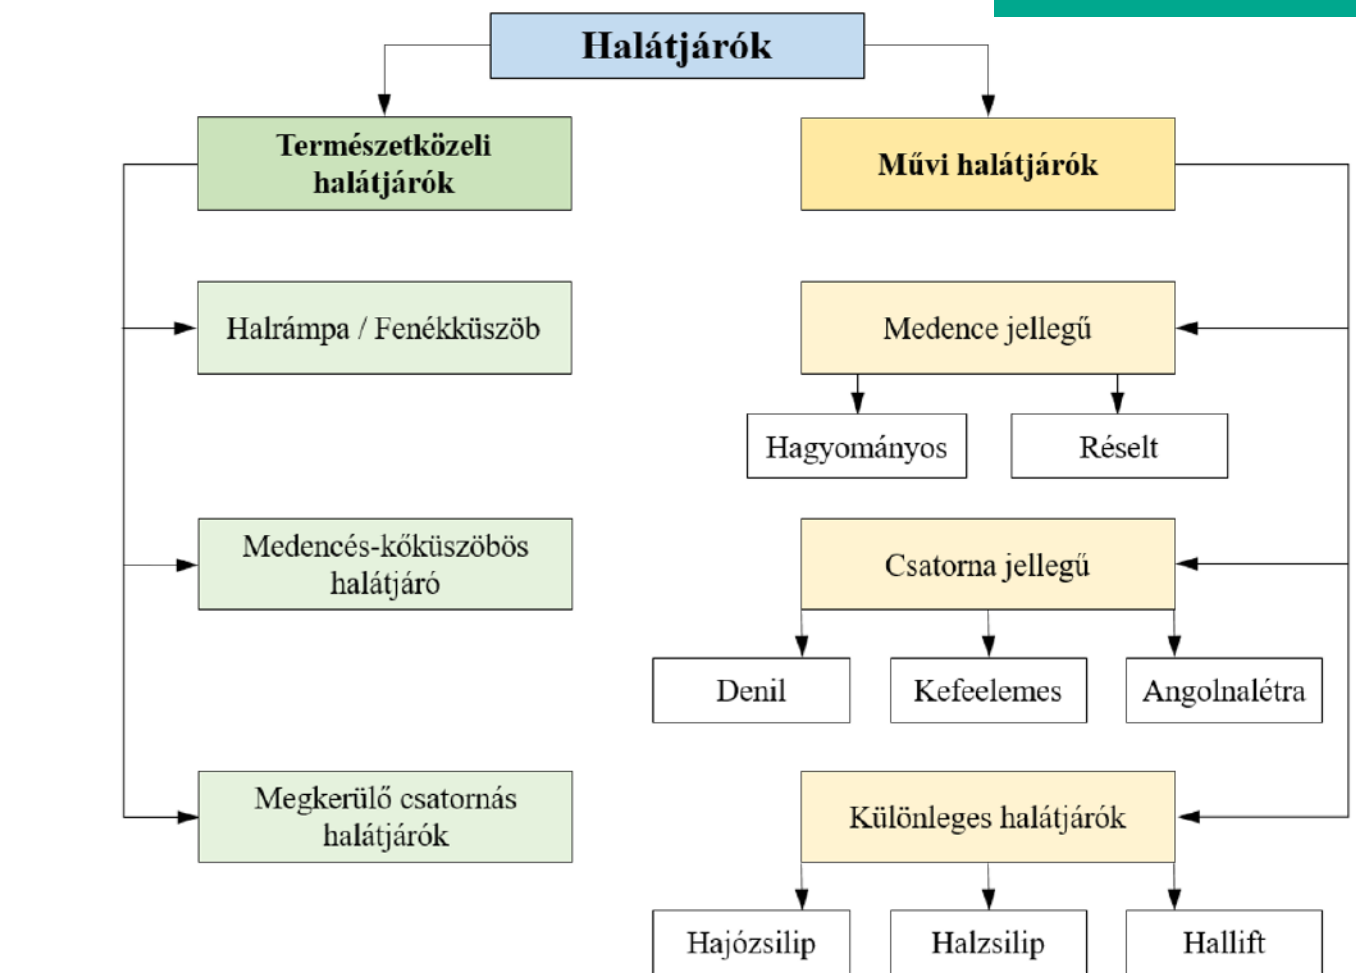 Halátjárók
Természetközeli
halátjárók
Művi halátjárók
Halrámpa / Fenékküszöb
Medence jellegű
Hagyományos
Réselt
Medencés-kőküszöbös
halátjáró
Csatorna jellegű
Denil
Kefeelemes
Angolnalétra
Megkerülő csatornás
halátjárók
Különleges halátjárók
Hajózsilip
Halzsilip
Hallift